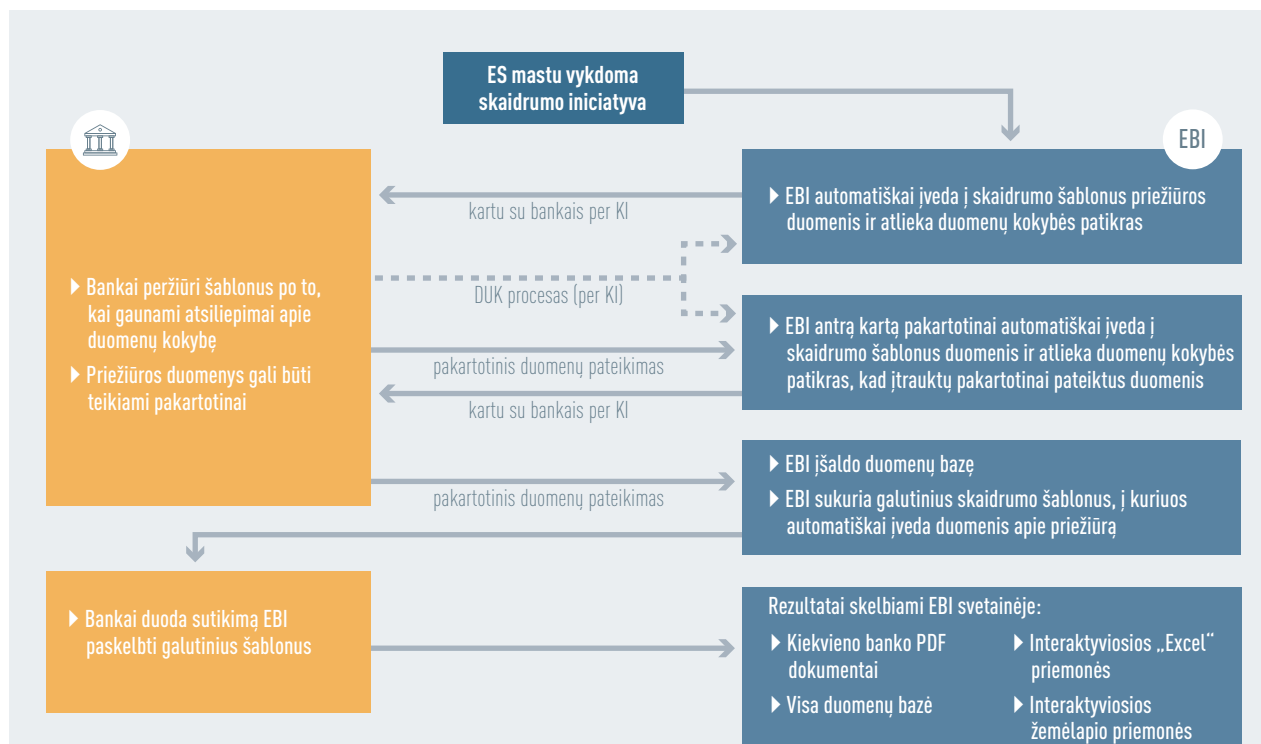 ES mastu vykdoma
skaidrumo iniciatyva
EBI
EBI automatiškai įveda į skaidrumo šablonus priežiūros
duomenis ir atlieka duomenų kokybės patikras
kartu su bankais per KI
Bankai peržiūri šablonus po to,
kai gaunami atsiliepimai apie
duomenų kokybę
Priežiūros duomenys gali būti
teikiami pakartotinai
DUK procesas (per KI)
EBI antrą kartą pakartotinai automatiškai įveda į
skaidrumo šablonus duomenis ir atlieka duomenų kokybės
patikras, kad įtrauktų pakartotinai pateiktus duomenis
pakartotinis duomenų pateikimas
kartu su bankais per KI
pakartotinis duomenų pateikimas
EBI įšaldo duomenų bazę
EBI sukuria galutinius skaidrumo šablonus, į kuriuos
automatiškai įveda duomenis apie priežiūrą
Bankai duoda sutikimą EBI
paskelbti galutinius šablonus
Rezultatai skelbiami EBI svetainėje:
Kiekvieno banko PDF
dokumentai
Visa duomenų bazė
Interaktyviosios „Excel“
priemonės
Interaktyviosios
žemėlapio priemonės